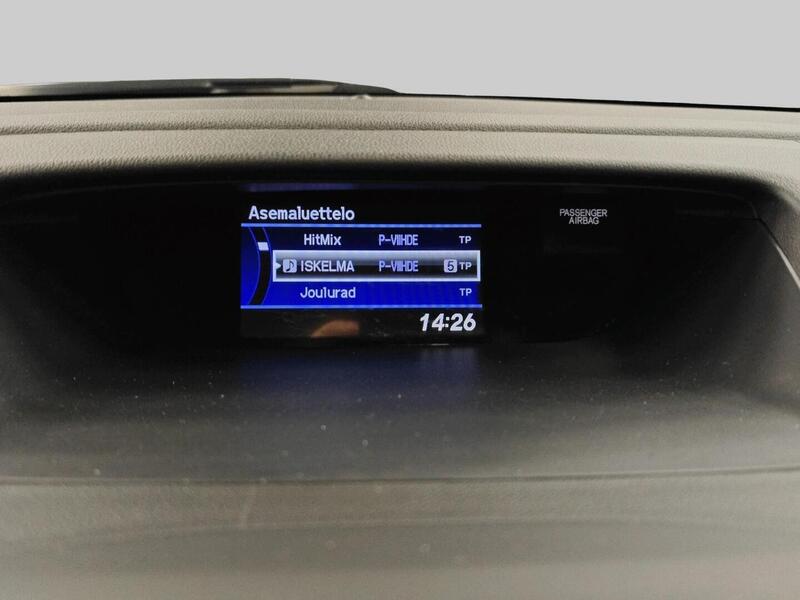 Asemaluettelo
HitMix P-VIIHDE TP
ISKELMA P-VIIHDE 5 TP
Joulurad TP
14:26
PASSENGER
AIRBAG